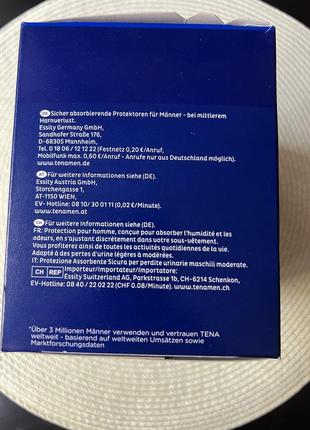 DE Sicher absorbierende Protektoren für Männer - bei mittlerem
Harnverlust.
Essity Germany GmbH,
Sandhofer Straße 176,
D-68305 Mannheim,
Tel. 0 18 06 / 12 12 22 (Festnetz 0,20 €/Anruf,
Mobilfunk max. 0,60 €/Anruf - Anrufe nur aus Deutschland möglich).
www.tenamen.de
AT Für weitere Informationen siehe (DE).
Essity Austria GmbH,
Storchengasse 1,
AT-1150 WIEN,
EV- Hotline: 08 10/ 30 01 11 (0,02 €/Minute).
www.tenamen.at
CH Für weitere Informationen siehe (DE).
FR: Protection pour homme, conçue pour absorber l'humidité et les
odeurs, en s'ajustant discrètement dans votre sous-vêtement.
Vous profiterez ainsi de toutes les activités quotidiennes de la vie.
Adapté aux pertes d'urine légères à modérées.
IT: Protezione Assorbente Sicura per perdite urinarie maschili moderate.
CH REP Importeur/importateur/importatore:
Essity Switzerland AG, Parkstrasse 1b, CH-6214 Schenkon,
EV-Hotline: 08 40 / 22 02 22 (CHF 0.08/Minute). www.tenamen.ch
*Über 3 Millionen Männer verwenden und vertrauen TENA
weltweit - basierend auf weltweiten Umsätzen sowie
Marktforschungsdaten